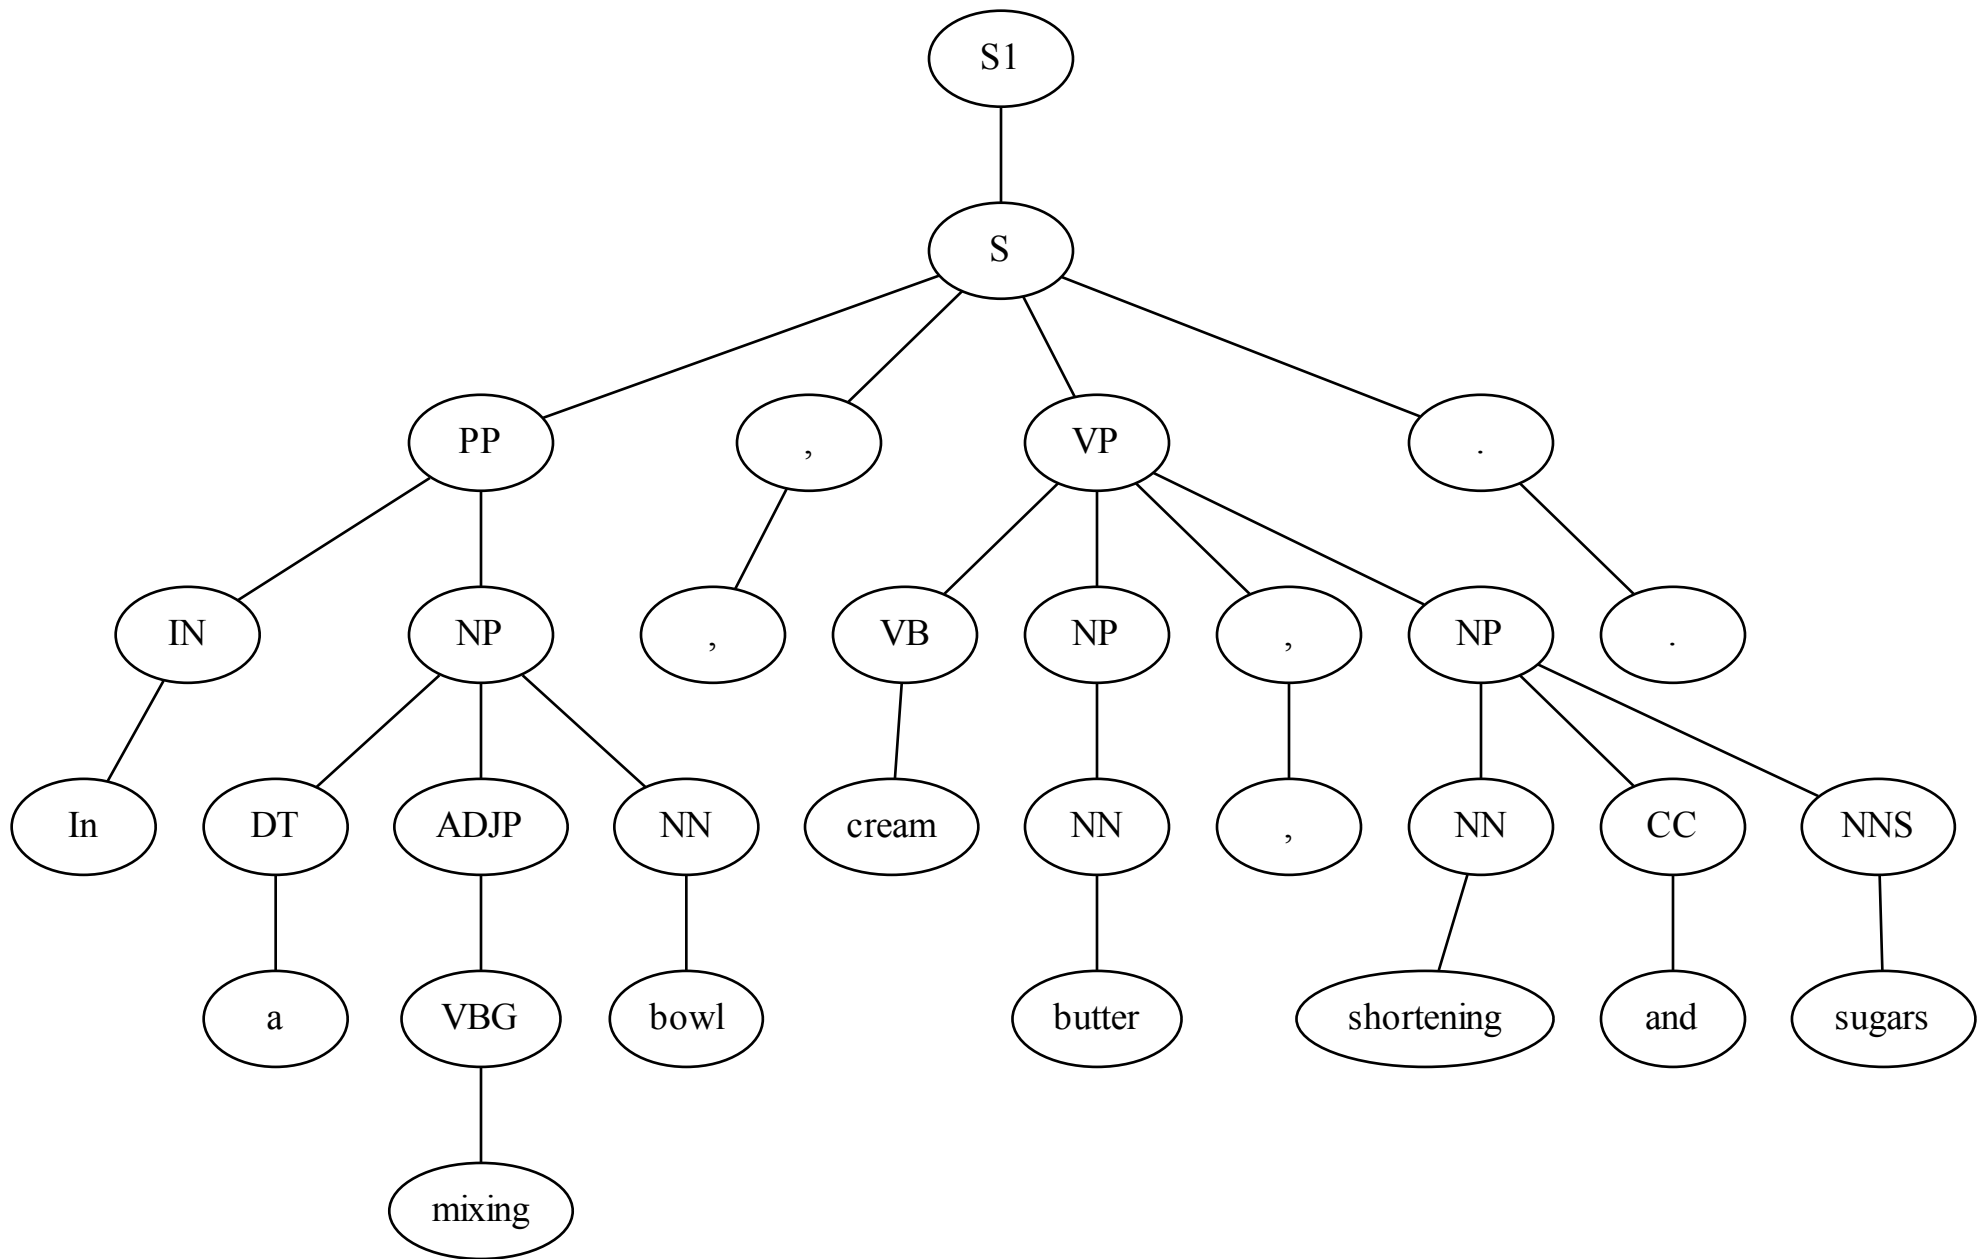 S1
S
PP , VP .
IN NP , VB NP , NP .
In DT ADJP NN cream NN , NN CC NNS
a VBG bowl butter shortening and sugars
mixing